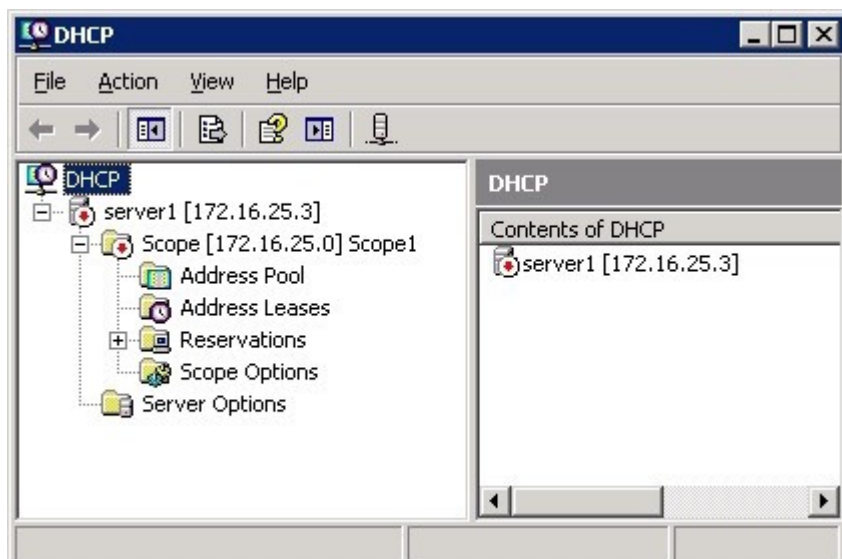 DHCP
File Action View Help
DHCP
server1 [172.16.25.3]
Scope [172.16.25.0] Scope1
Address Pool
Address Leases
Reservations
Scope Options
Server Options
DHCP
Contents of DHCP
server1 [172.16.25.3]